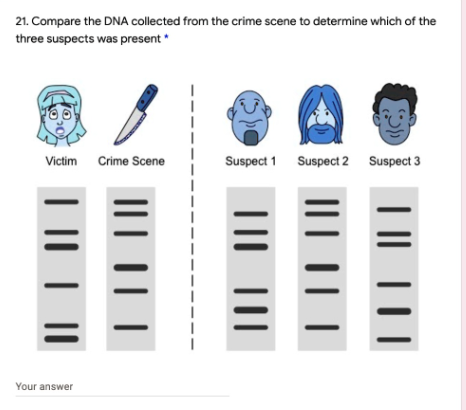 21. Compare the DNA collected from the crime scene to determine which of the
three suspects was present *
Victim Crime Scene Suspect 1 Suspect 2 Suspect 3
Your answer